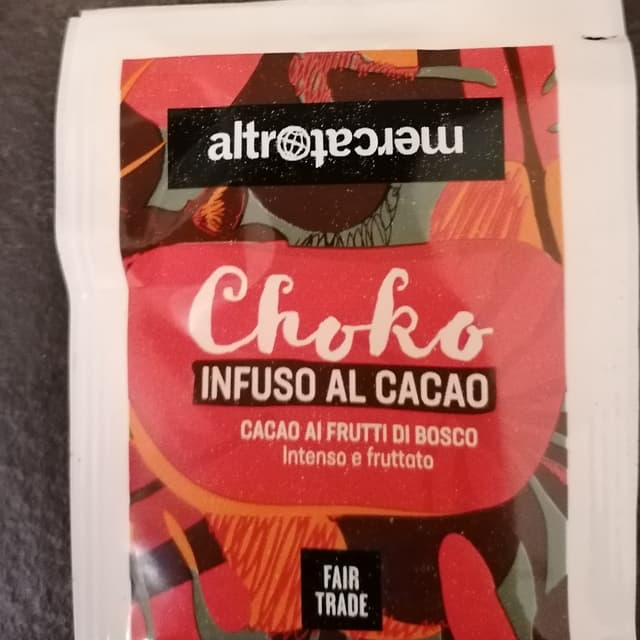 altromercato
Choko
INFUSO AL CACAO
CACAO AI FRUTTI DI BOSCO
Intenso e fruttato
FAIR
TRADE